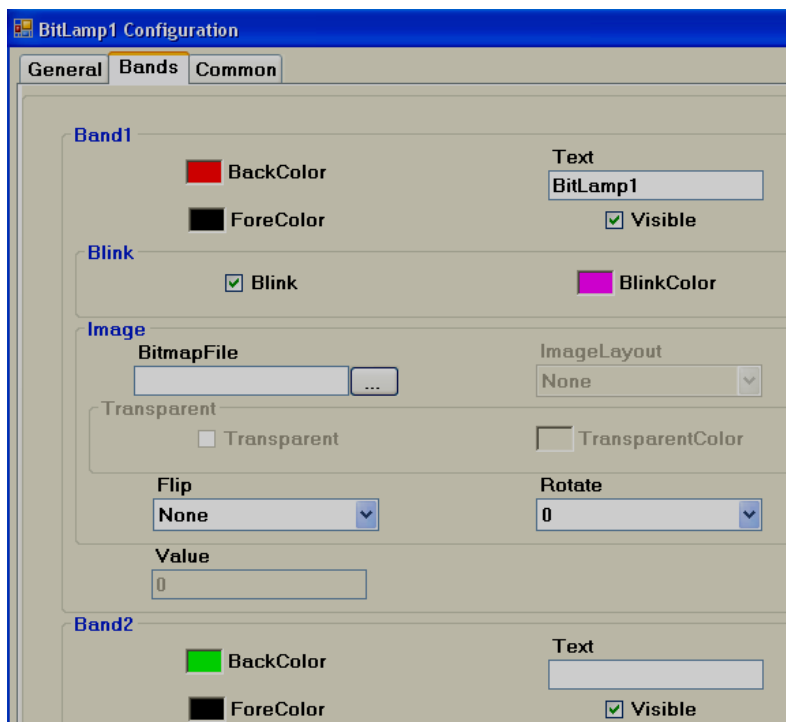 BitLamp1 Configuration
General Bands Common
Band1
BackColor
Text
BitLamp1
ForeColor
Visible
Blink
Blink
BlinkColor
Image
BitmapFile
...
ImageLayout
None
Transparent
Transparent
TransparentColor
Flip
None
Rotate
0
Value
0
Band2
BackColor
Text
ForeColor
Visible